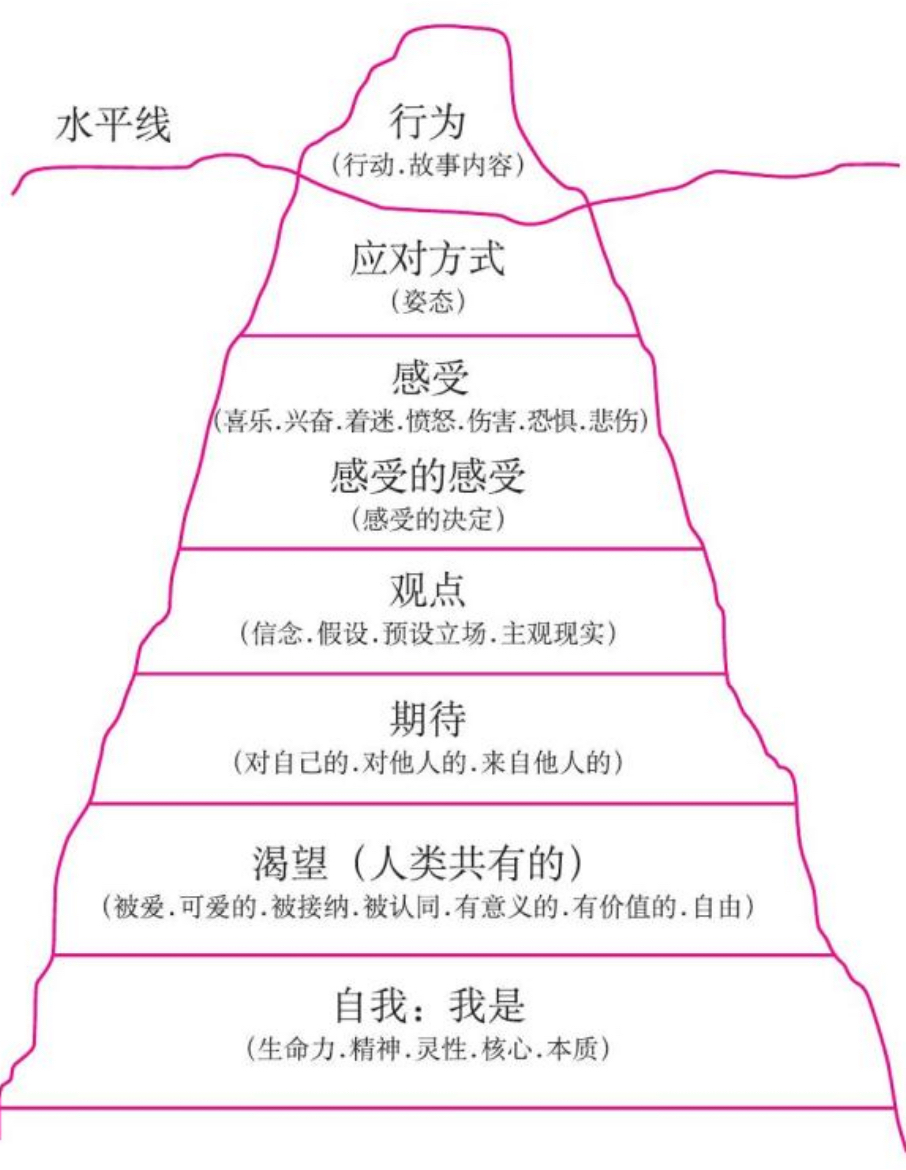 水平线
行为
(行动.故事内容)
应对方式
(姿态)
感受
(喜乐.兴奋.着迷.愤怒.伤害.恐惧.悲伤)
感受的感受
(感受的决定)
观点
(信念.假设.预设立场.主观现实)
期待
(对自己的.对他人的.来自他人的)
渴望（人类共有的）
(被爱.可爱的.被接纳.被认同.有意义的.有价值的.自由)
自我：我是
(生命力.精神.灵性.核心.本质)